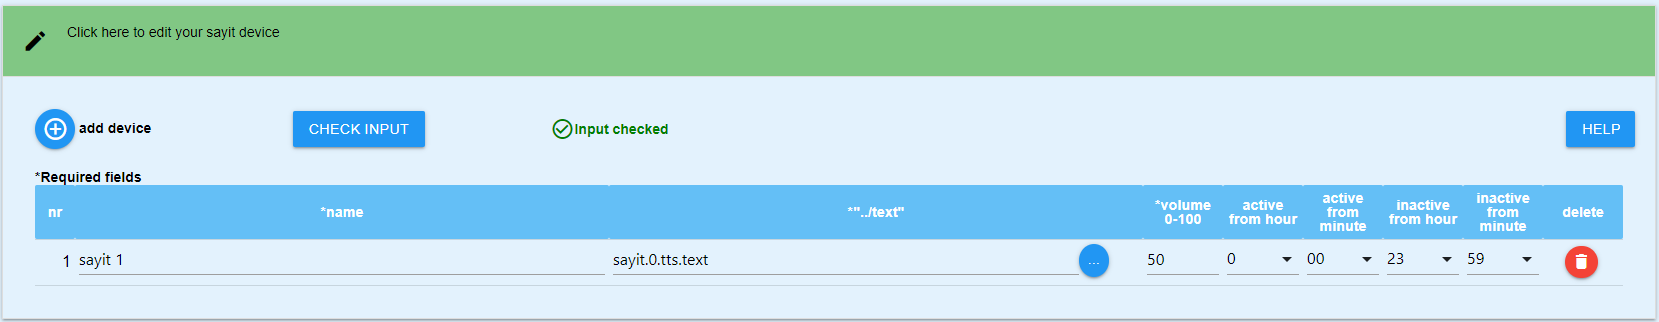 Click here to edit your sayit device
add device CHECK INPUT Input checked HELP
*Required fields
nr *name *"../text" *volume 0-100 active from hour active from minute inactive from hour inactive from minute delete
1 sayit 1 sayit.0.tts.text ... 50 0 00 23 59